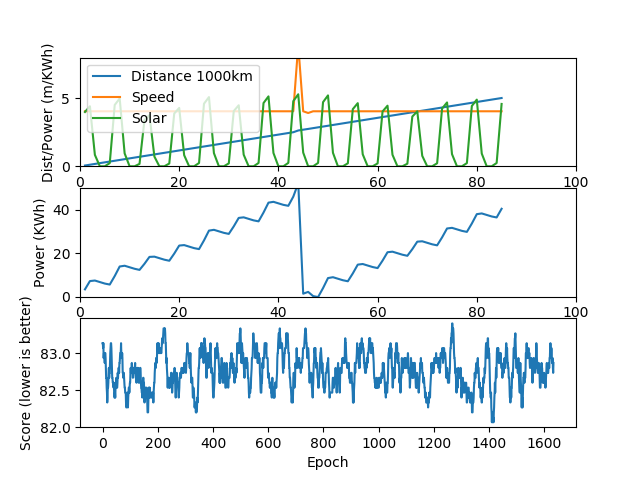 Dist/Power (m/KWh)
Distance 1000km
Speed
Solar
5
0
0 20 40 60 80 100
Power (KWh)
40
20
0
0 20 40 60 80 100
Score (lower is better)
83.0
82.5
82.0
0 200 400 600 800 1000 1200 1400 1600
Epoch